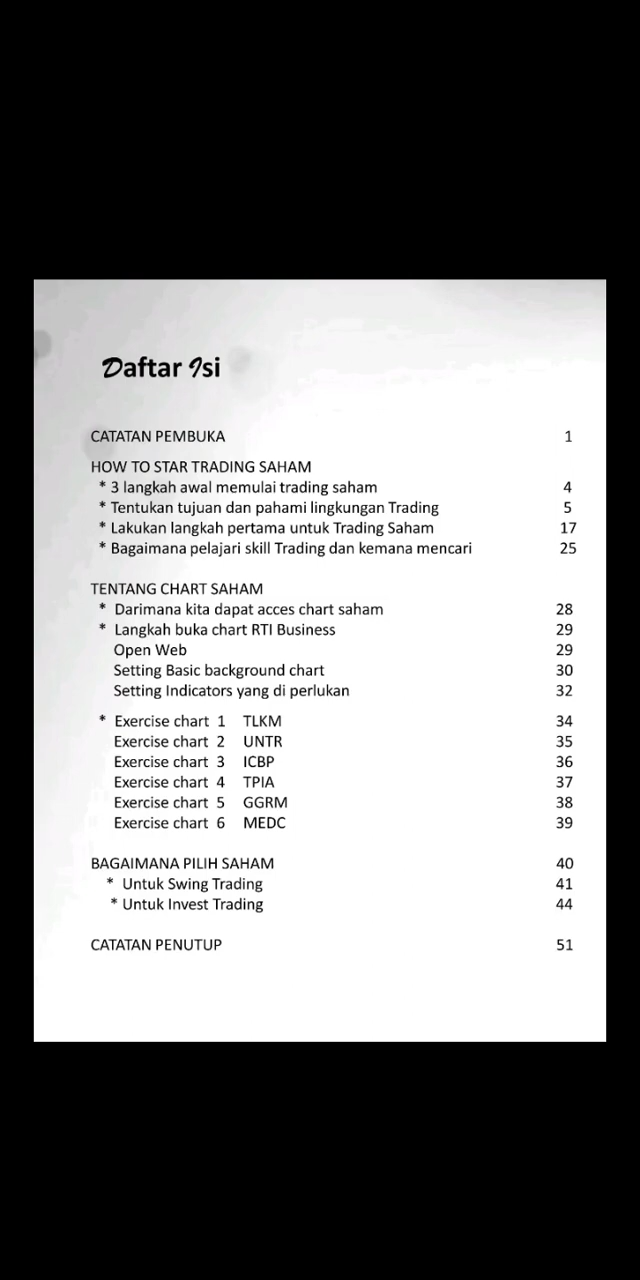 Daftar Isi
CATATAN PEMBUKA 1
HOW TO STAR TRADING SAHAM
* 3 langkah awal memulai trading saham 4
* Tentukan tujuan dan pahami lingkungan Trading 5
* Lakukan langkah pertama untuk Trading Saham 17
* Bagaimana pelajari skill Trading dan kemana mencari 25
TENTANG CHART SAHAM
* Darimana kita dapat acces chart saham 28
* Langkah buka chart RTI Business 29
Open Web 29
Setting Basic background chart 30
Setting Indicators yang di perlukan 32
* Exercise chart 1 TLKM 34
Exercise chart 2 UNTR 35
Exercise chart 3 ICBP 36
Exercise chart 4 TPIA 37
Exercise chart 5 GGRM 38
Exercise chart 6 MEDC 39
BAGAIMANA PILIH SAHAM 40
* Untuk Swing Trading 41
* Untuk Invest Trading 44
CATATAN PENUTUP 51